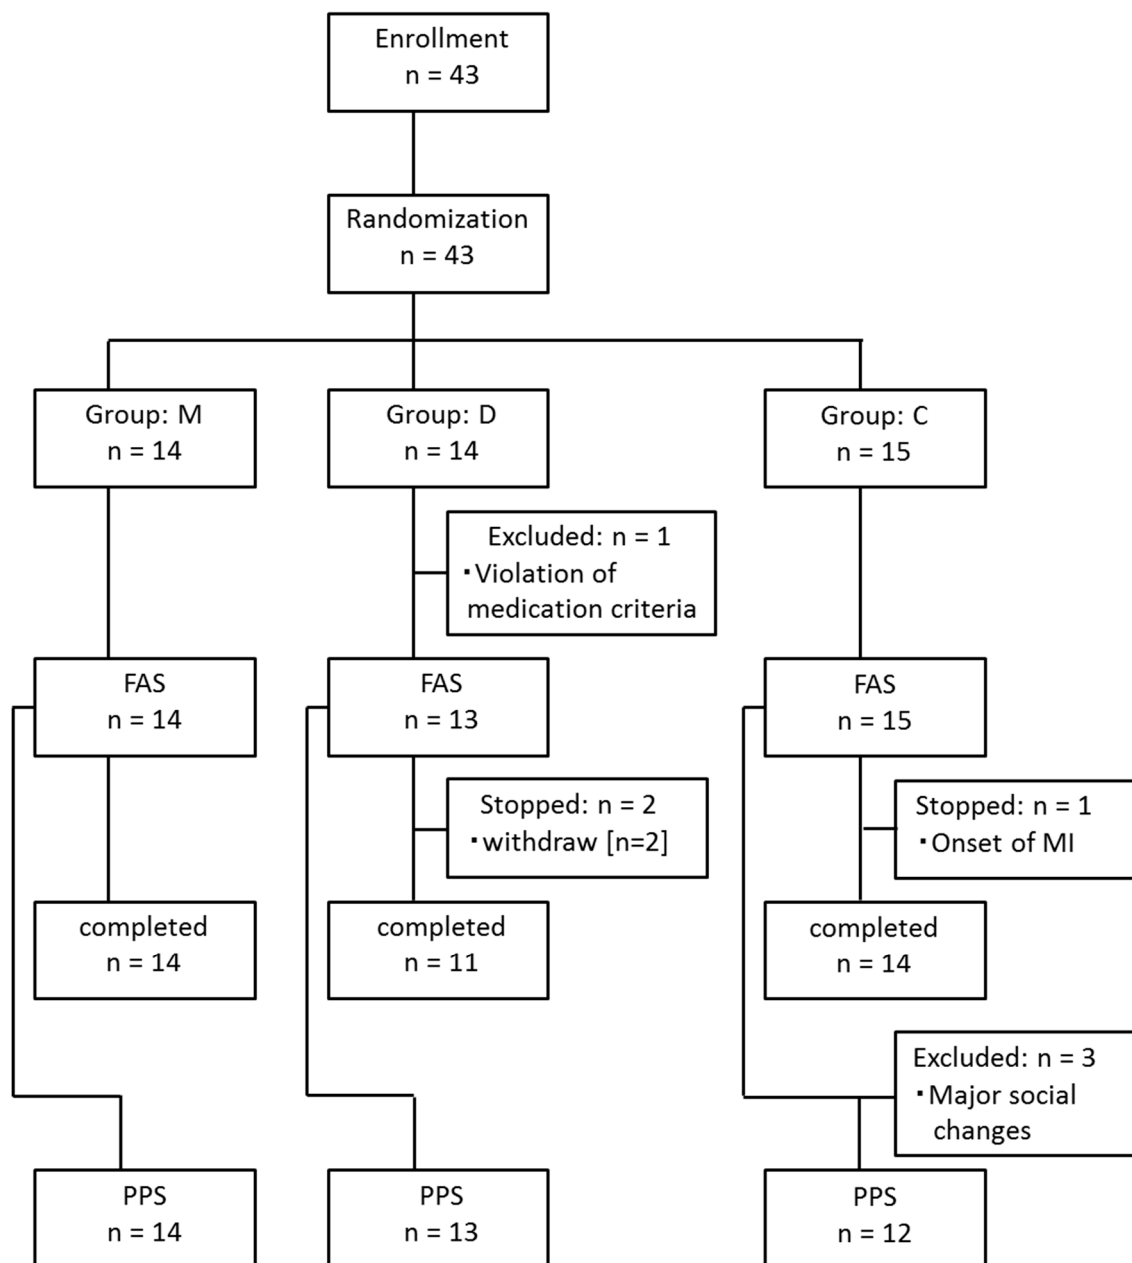 Enrollment
n = 43
Randomization
n = 43
Group: M
n = 14
Group: D
n = 14
Group: C
n = 15
Excluded: n = 1
・Violation of
medication criteria
FAS
n = 14
FAS
n = 13
FAS
n = 15
Stopped: n = 2
・withdraw [n=2]
Stopped: n = 1
・Onset of MI
completed
n = 14
completed
n = 11
completed
n = 14
Excluded: n = 3
・Major social
changes
PPS
n = 14
PPS
n = 13
PPS
n = 12